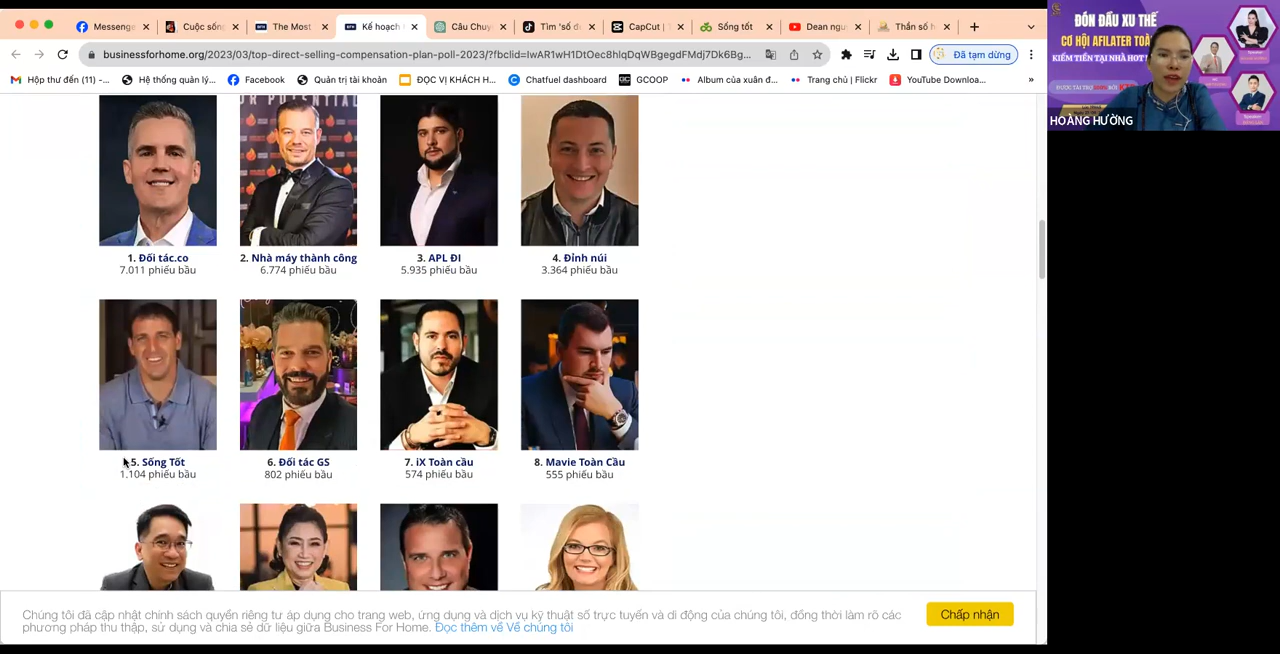 Messenge
Cuộc sốn
The Most
Kế hoạch
Câu Chuy
Tìm 'số đ
CapCut |
Sống tốt
Dean ngu
Thần số h
businessforhome.org/2023/03/top-direct-selling-compensation-plan-poll-2023/?fbclid=IwAR1wH1DtOec8hlqDqWBgegdFMdj7Dk6Bg...
Đã tạm dừng
Hộp thư đến (11) -...
Hệ thống quản lý...
Facebook
Quản trị tài khoản
ĐỌC VỊ KHÁCH H...
Chatfuel dashboard
GCOOP
Album của xuân đ...
Trang chủ | Flickr
YouTube Downloa...
»
1. Đối tác.co
7.011 phiếu bầu
2. Nhà máy thành công
6.774 phiếu bầu
3. APL ĐI
5.935 phiếu bầu
4. Đỉnh núi
3.364 phiếu bầu
5. Sống Tốt
1.104 phiếu bầu
6. Đối tác GS
802 phiếu bầu
7. iX Toàn cầu
574 phiếu bầu
8. Mavie Toàn Cầu
555 phiếu bầu
Chúng tôi đã cập nhật chính sách quyền riêng tư áp dụng cho trang web, ứng dụng và dịch vụ kỹ thuật số trực tuyến và di động của chúng tôi, đồng thời làm rõ các
phương pháp thu thập, sử dụng và chia sẻ dữ liệu giữa Business For Home. Đọc thêm về Về chúng tôi
Chấp nhận
ĐÓN ĐẦU XU THẾ
CƠ HỘI AFILATER TOÀ
KIẾM TIỀN TẠI NHÀ HOT
ĐƯỢC TÀI TRỢ
HOÀNG HƯỜNG